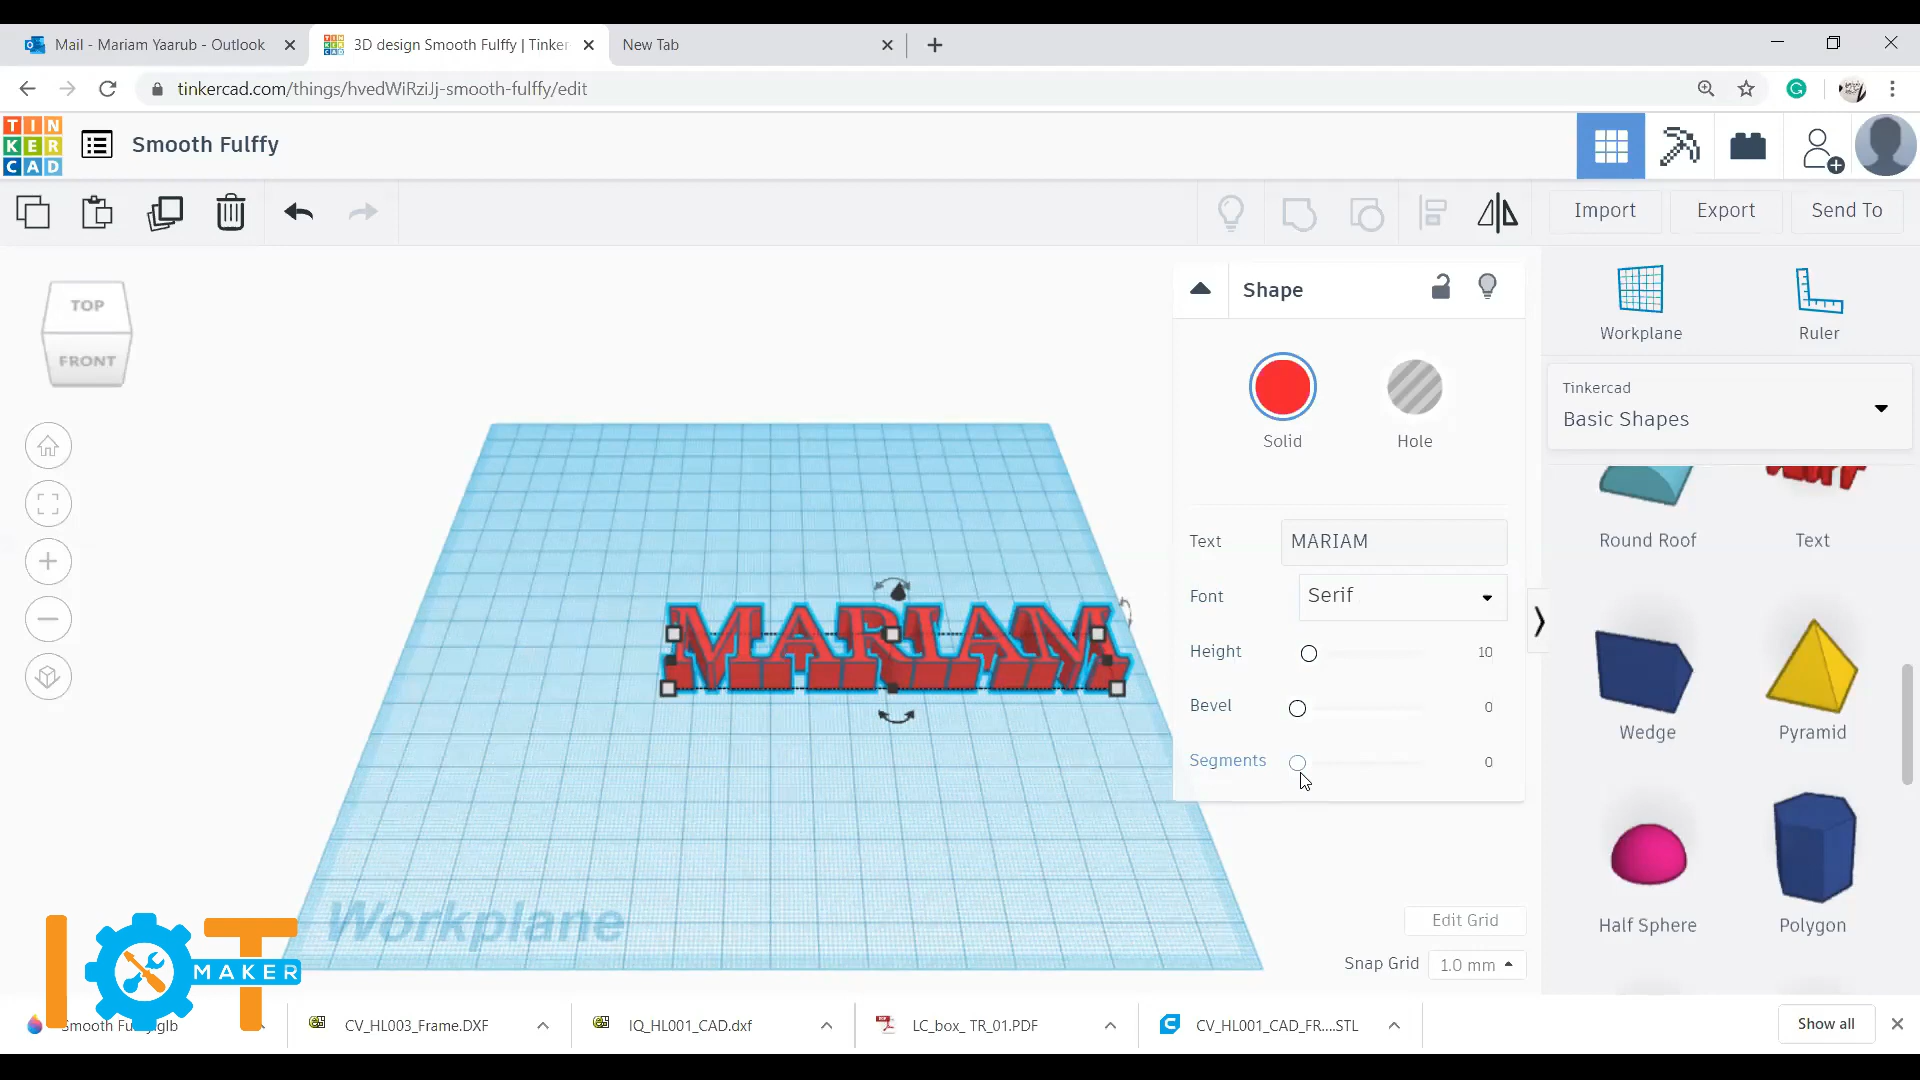 Mail - Mariam Yaarub - Outlook
3D design Smooth Fulffy | Tinker
New Tab
tinkercad.com/things/hvedWiRziJj-smooth-fulffy/edit
TIN
KER
CAD
Smooth Fulffy
Import
Export
Send To
TOP
FRONT
Shape
Solid
Hole
Text
MARIAM
Font
Serif
Height
10
Bevel
0
Segments
0
MARIAM
Workplane
Edit Grid
Snap Grid
1.0 mm
Workplane
Ruler
Tinkercad
Basic Shapes
Round Roof
Text
Wedge
Pyramid
Half Sphere
Polygon
IOT
MAKER
CV_HL003_Frame.DXF
IQ_HL001_CAD.dxf
LC_box_ TR_01.PDF
CV_HL001_CAD_FR....STL
Show all